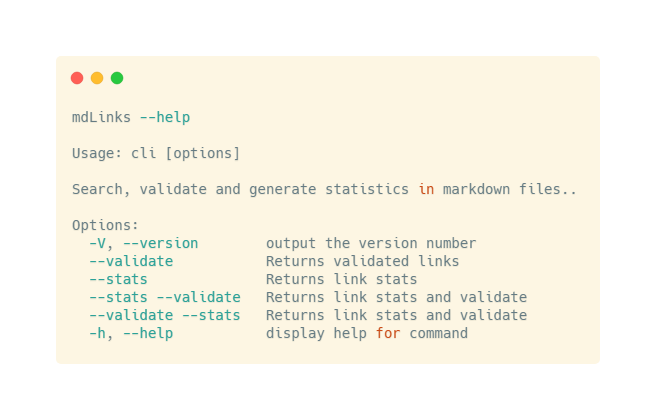 mdLinks --help
Usage: cli [options]
Search, validate and generate statistics in markdown files..
Options:
-V, --version output the version number
--validate Returns validated links
--stats Returns link stats
--stats --validate Returns link stats and validate
--validate --stats Returns link stats and validate
-h, --help display help for command